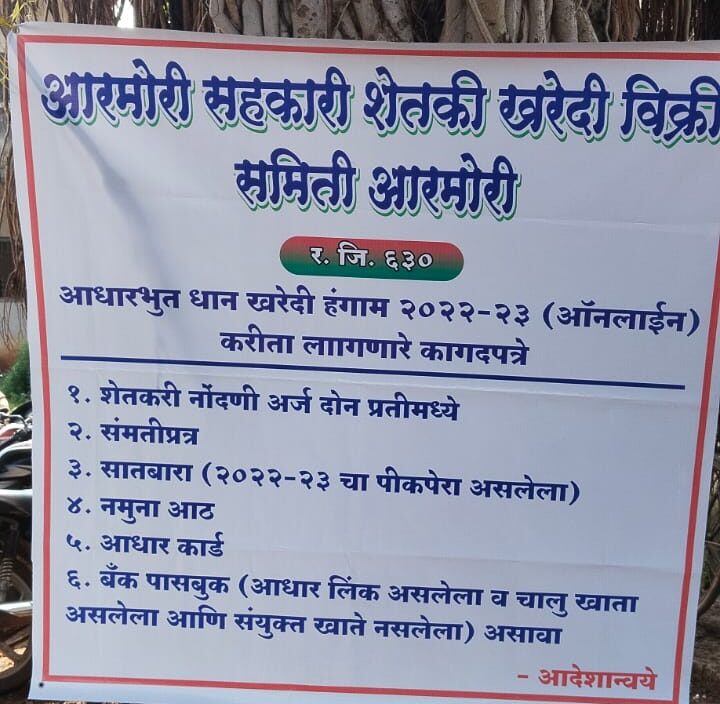 आरमोरी सहकारी शेतकी खरेदी विक्री
समिती आरमोरी
र. जि. ६३०
आधारभुत धान खरेदी हंगाम २०२२-२३ (ऑनलाईन)
करीता लाागणारे कागदपत्रे
१. शेतकरी नोंदणी अर्ज दोन प्रतीमध्ये
२. संमतीप्रत्र
३. सातबारा (२०२२-२३ चा पीकपेरा असलेला)
४. नमुना आठ
५. आधार कार्ड
६. बँक पासबुक (आधार लिंक असलेला व चालु खाता
असलेला आणि संयुक्त खाते नसलेला) असावा
- आदेशान्वये